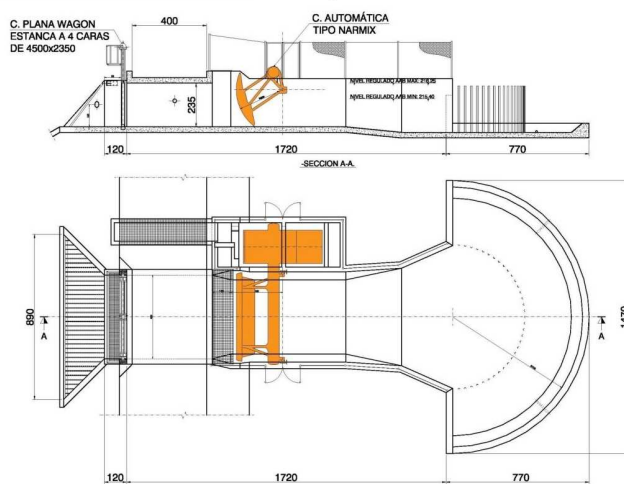 C. PLANA WAGON
ESTANCA A 4 CARAS
DE 4500x2350
400
C. AUTOMÁTICA
TIPO NARMIX
235
120
1720
770
-SECCION A-A.
890
A
A
1470
120
1720
770